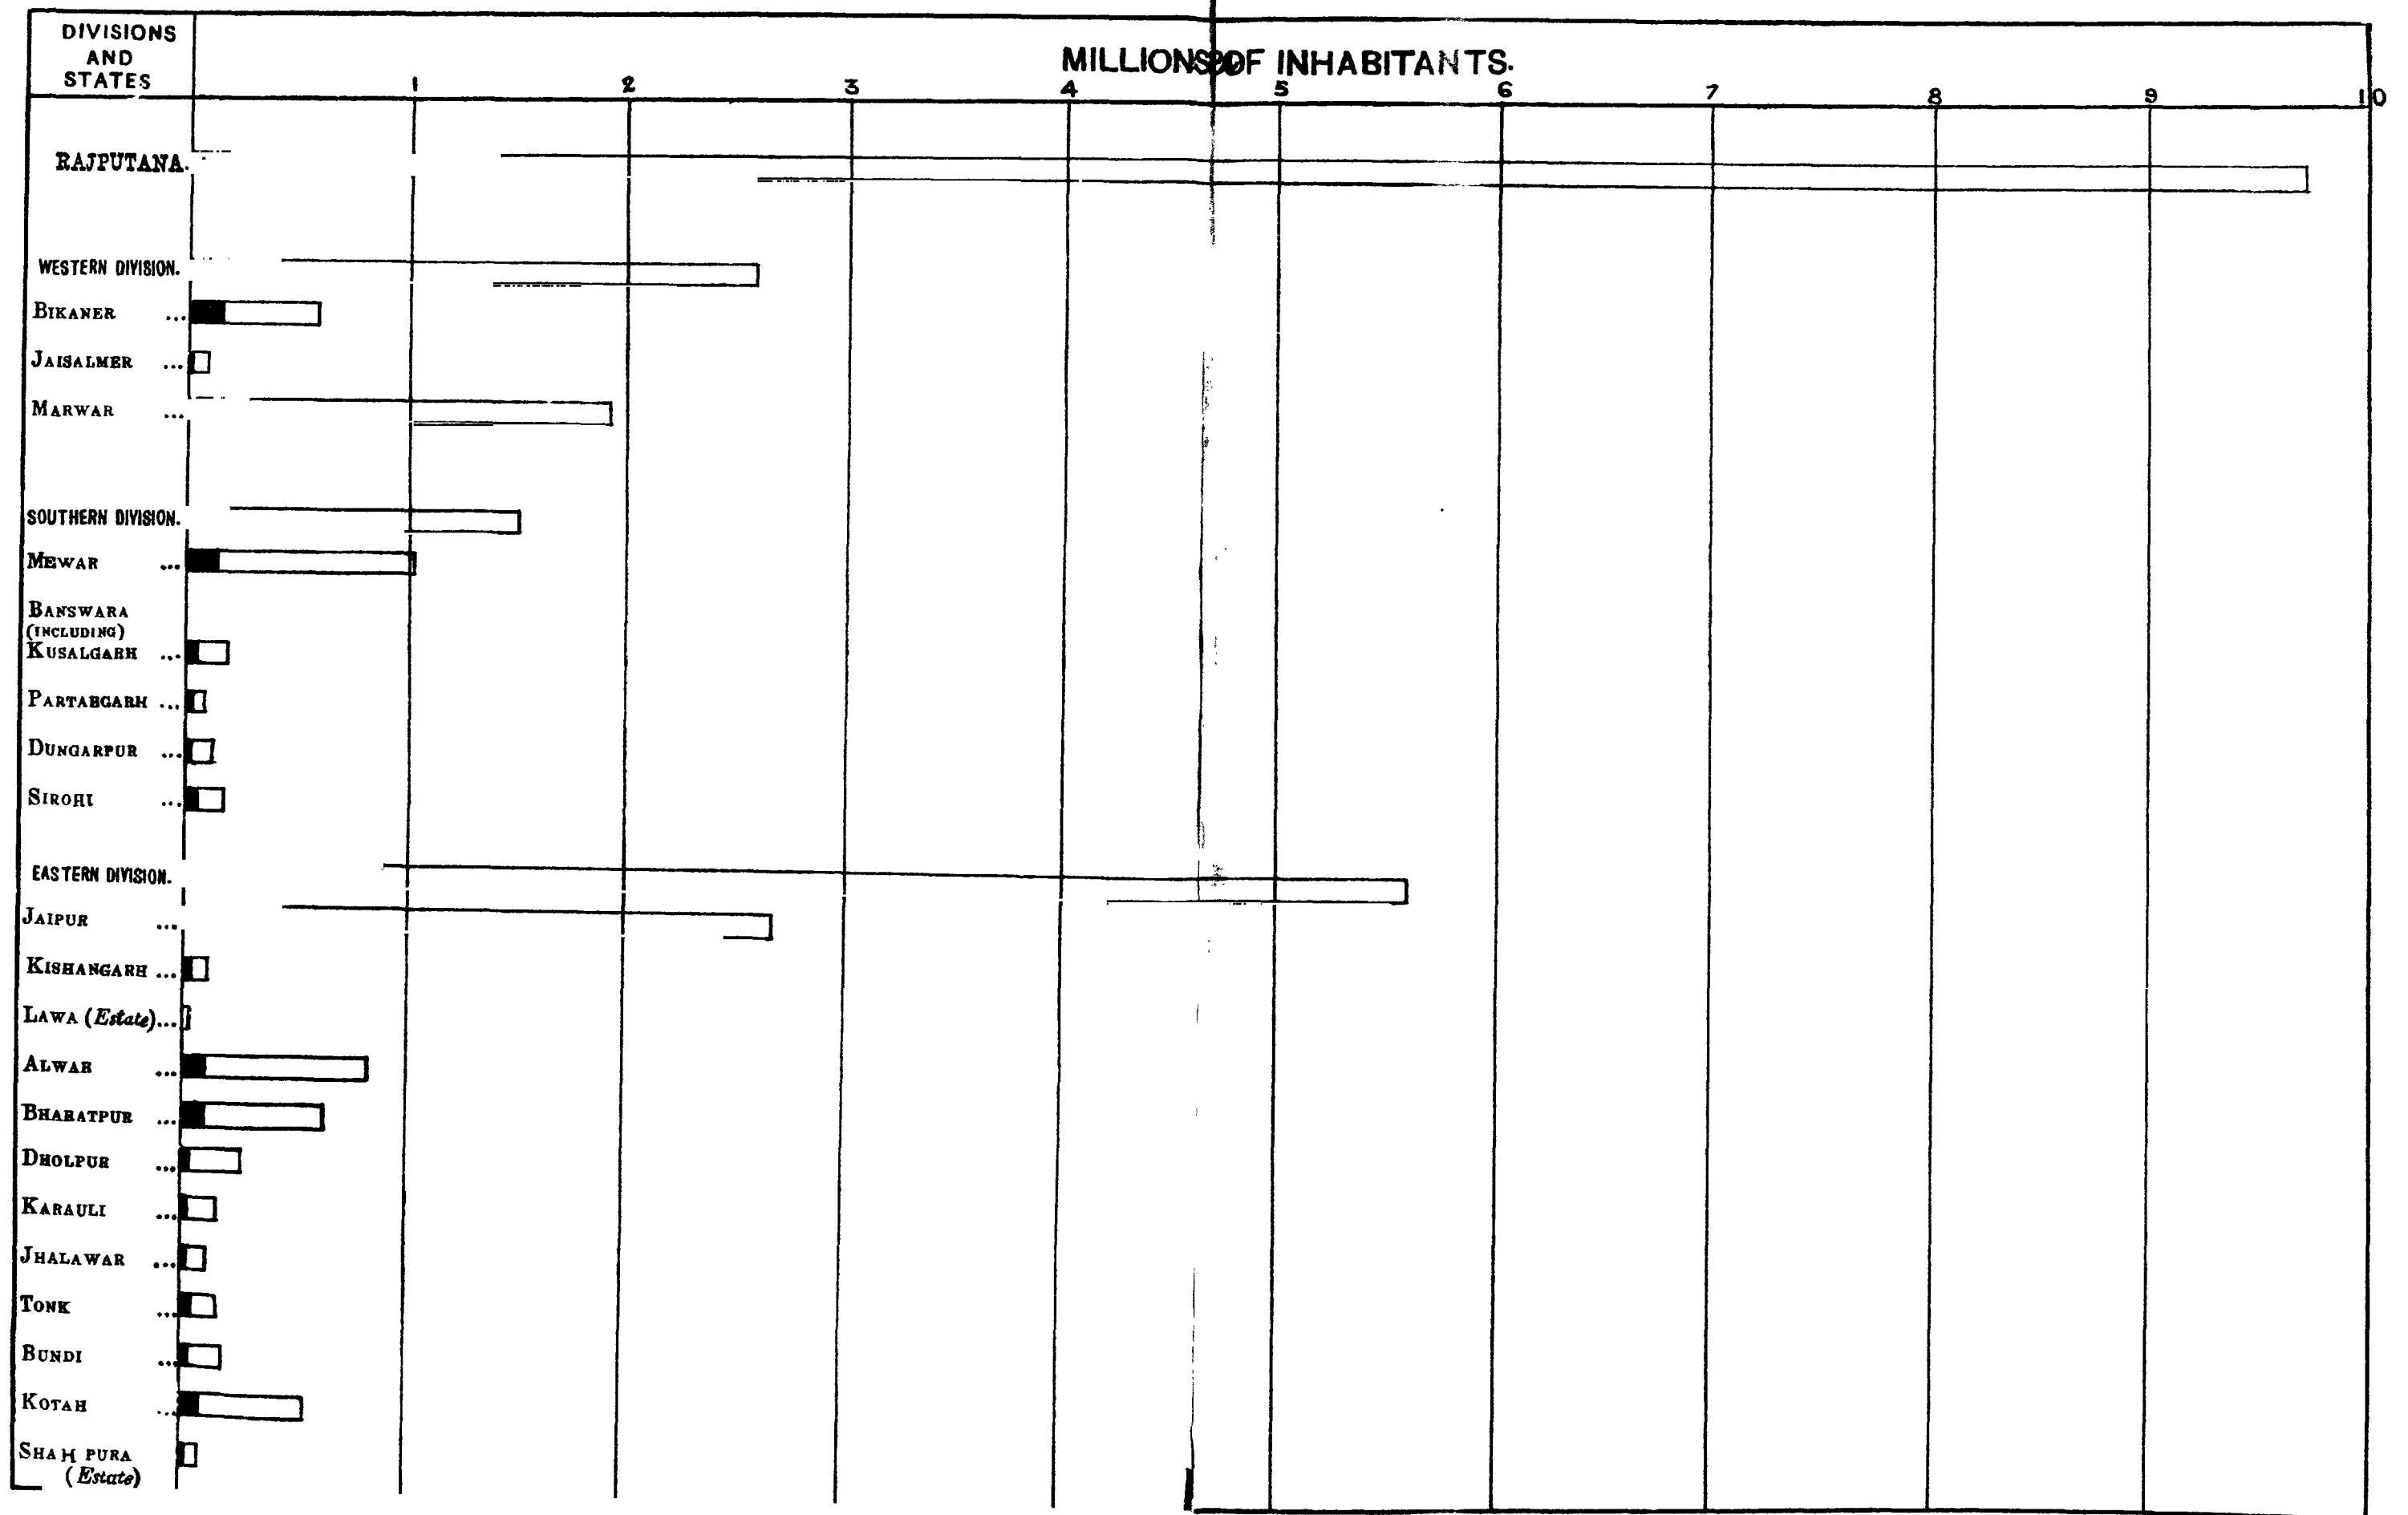 DIVISIONS
AND
STATES
MILLIONS OF INHABITANTS.
1 2 3 4 5 6 7 8 9 10
RAJPUTANA.
WESTERN DIVISION.
BIKANER ...
JAISALMER ...
MARWAR ...
SOUTHERN DIVISION.
MEWAR ...
BANSWARA
(INCLUDING)
KUSALGARH ...
PARTABGARH ...
DUNGARPUR ...
SIROHI ...
EASTERN DIVISION.
JAIPUR ...
KISHANGARH ...
LAWA (Estate)...
ALWAR ...
BHARATPUR ...
DHOLPUR ...
KARAULI ...
JHALAWAR ...
TONK ...
BUNDI ...
KOTAH ...
SHAHPURA
(Estate)